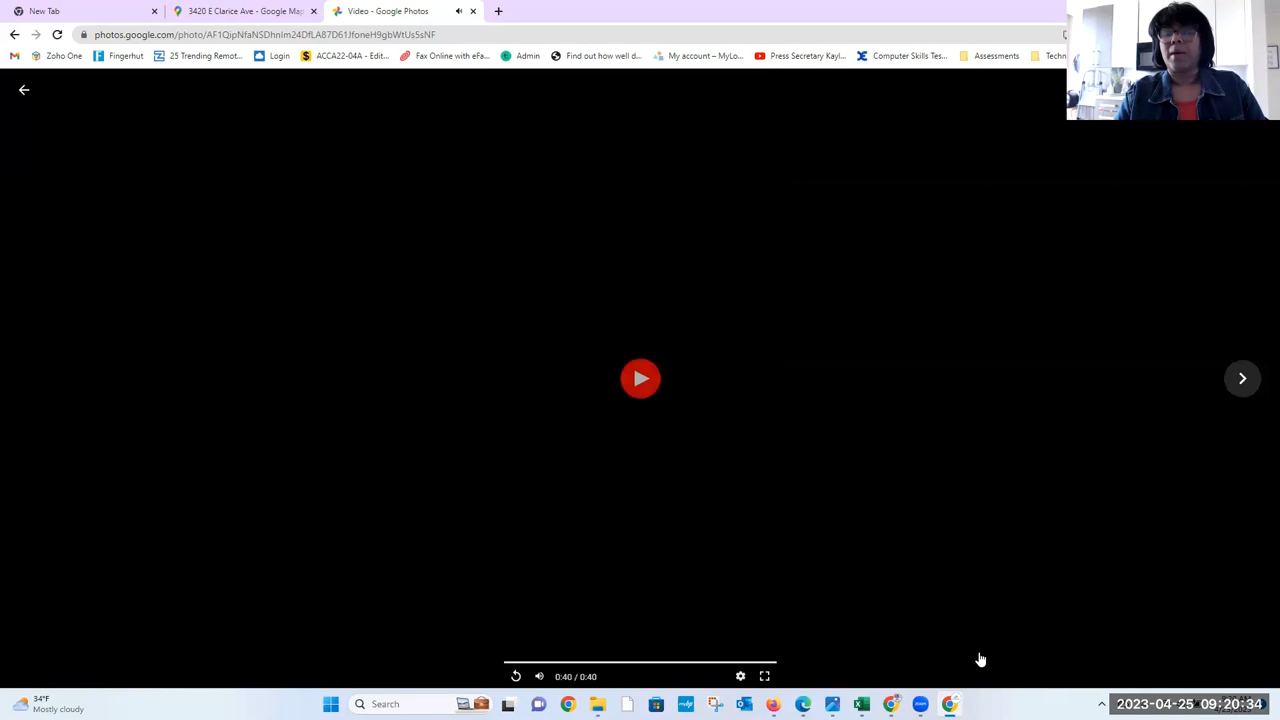 New Tab
3420 E Clarice Ave - Google Map
Video - Google Photos
photos.google.com/photo/
Zoho One
Fingerhut
25 Trending Remot...
Login
ACCA22-04A - Edit...
Fax Online with eFa...
Admin
Find out how well d...
My account – MyLo...
Press Secretary Kayl...
Computer Skills Tes...
Assessments
Techn
0:40 / 0:40
34°F
Mostly cloudy
Search
2023-04-25 09:20:34